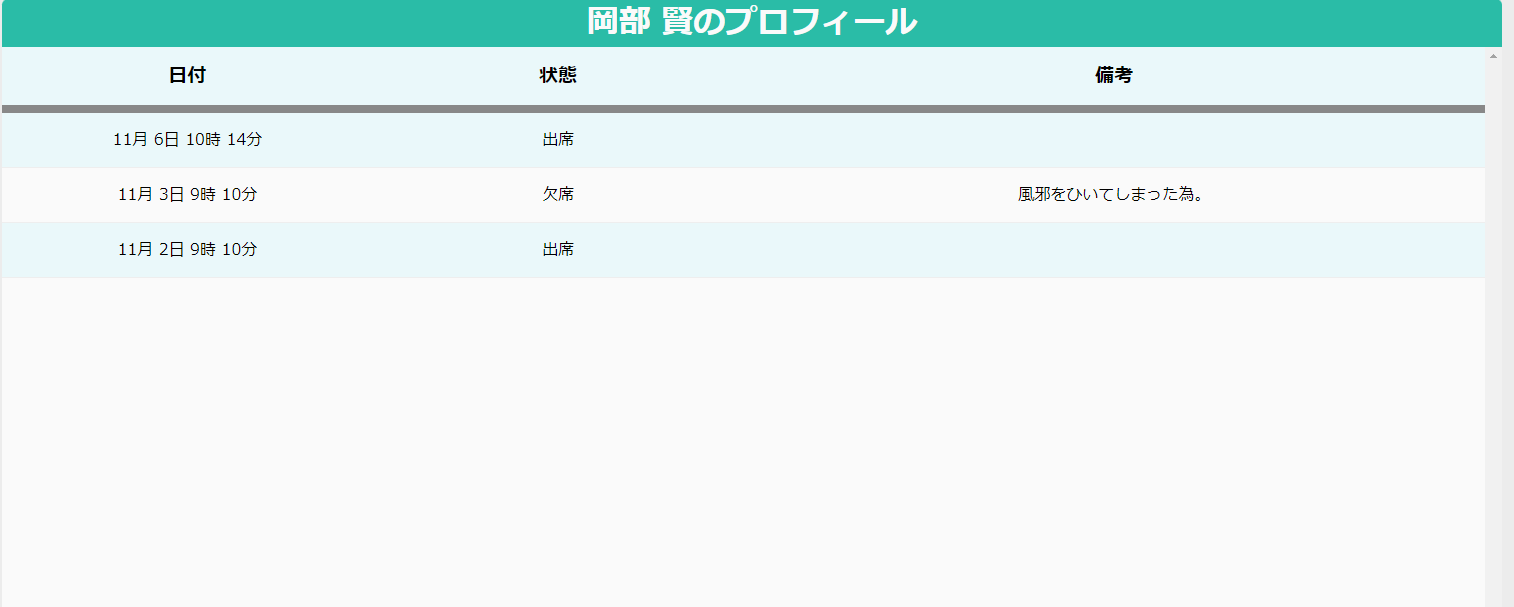 岡部 賢のプロフィール
日付 状態 備考
11月 6日 10時 14分 出席
11月 3日 9時 10分 欠席 風邪をひいてしまった為。
11月 2日 9時 10分 出席